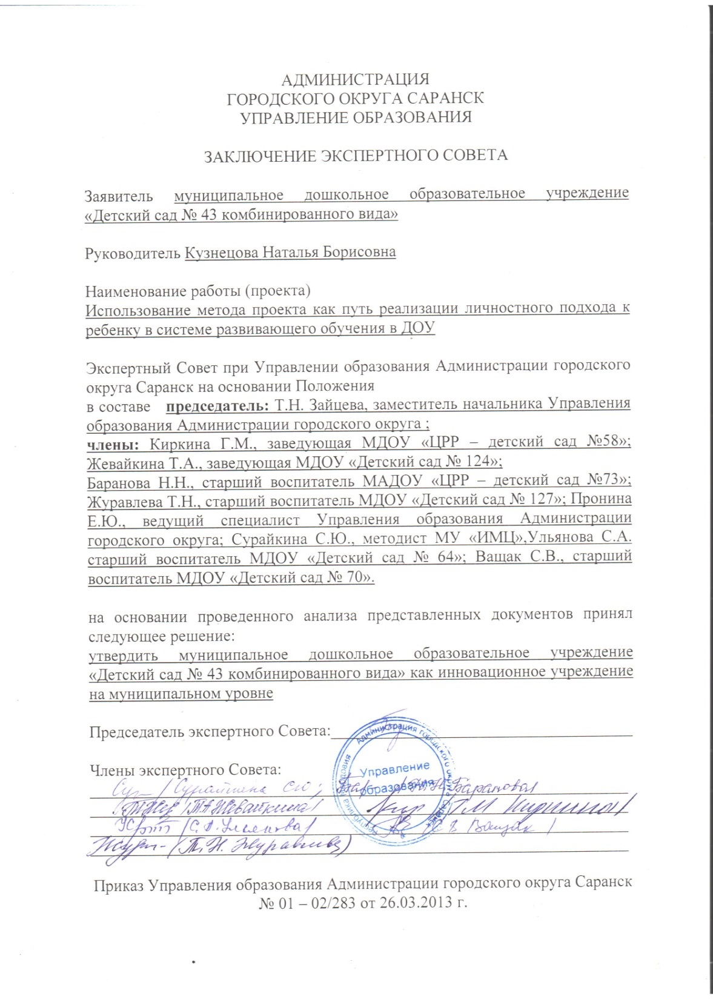 АДМИНИСТРАЦИЯ
ГОРОДСКОГО ОКРУГА САРАНСК
УПРАВЛЕНИЕ ОБРАЗОВАНИЯ
ЗАКЛЮЧЕНИЕ ЭКСПЕРТНОГО СОВЕТА
Заявитель муниципальное дошкольное образовательное учреждение
«Детский сад № 43 комбинированного вида»
Руководитель Кузнецова Наталья Борисовна
Наименование работы (проекта)
Использование метода проекта как путь реализации личностного подхода к
ребенку в системе развивающего обучения в ДОУ
Экспертный Совет при Управлении образования Администрации городского
округа Саранск на основании Положения
в составе председатель: Т.Н. Зайцева, заместитель начальника Управления
образования Администрации городского округа ;
члены: Киркина Г.М., заведующая МДОУ «ЦРР – детский сад №58»;
Жевайкина Т.А., заведующая МДОУ «Детский сад № 124»;
Баранова Н.Н., старший воспитатель МАДОУ «ЦРР – детский сад №73»;
Журавлева Т.Н., старший воспитатель МДОУ «Детский сад № 127»; Пронина
Е.Ю., ведущий специалист Управления образования Администрации
городского округа; Сурайкина С.Ю., методист МУ «ИМЦ»,Ульянова С.А.
старший воспитатель МДОУ «Детский сад № 64»; Ващак С.В., старший
воспитатель МДОУ «Детский сад № 70».
на основании проведенного анализа представленных документов принял
следующее решение:
утвердить муниципальное дошкольное образовательное учреждение
«Детский сад № 43 комбинированного вида» как инновационное учреждение
на муниципальном уровне
Председатель экспертного Совета:
Администрация городского округа Саранск
Республика Мордовия
Управление
образования
Члены экспертного Совета:
/ Сурайкина С.Ю; / Н.Н.Баранова
/Т.А.Жевайкина/ /Г.М Киркина/
/С.А.Ульянова/ /С.В Ващак/
(Т.Н. Журавлева)
Приказ Управления образования Администрации городского округа Саранск
№ 01 – 02/283 от 26.03.2013 г.